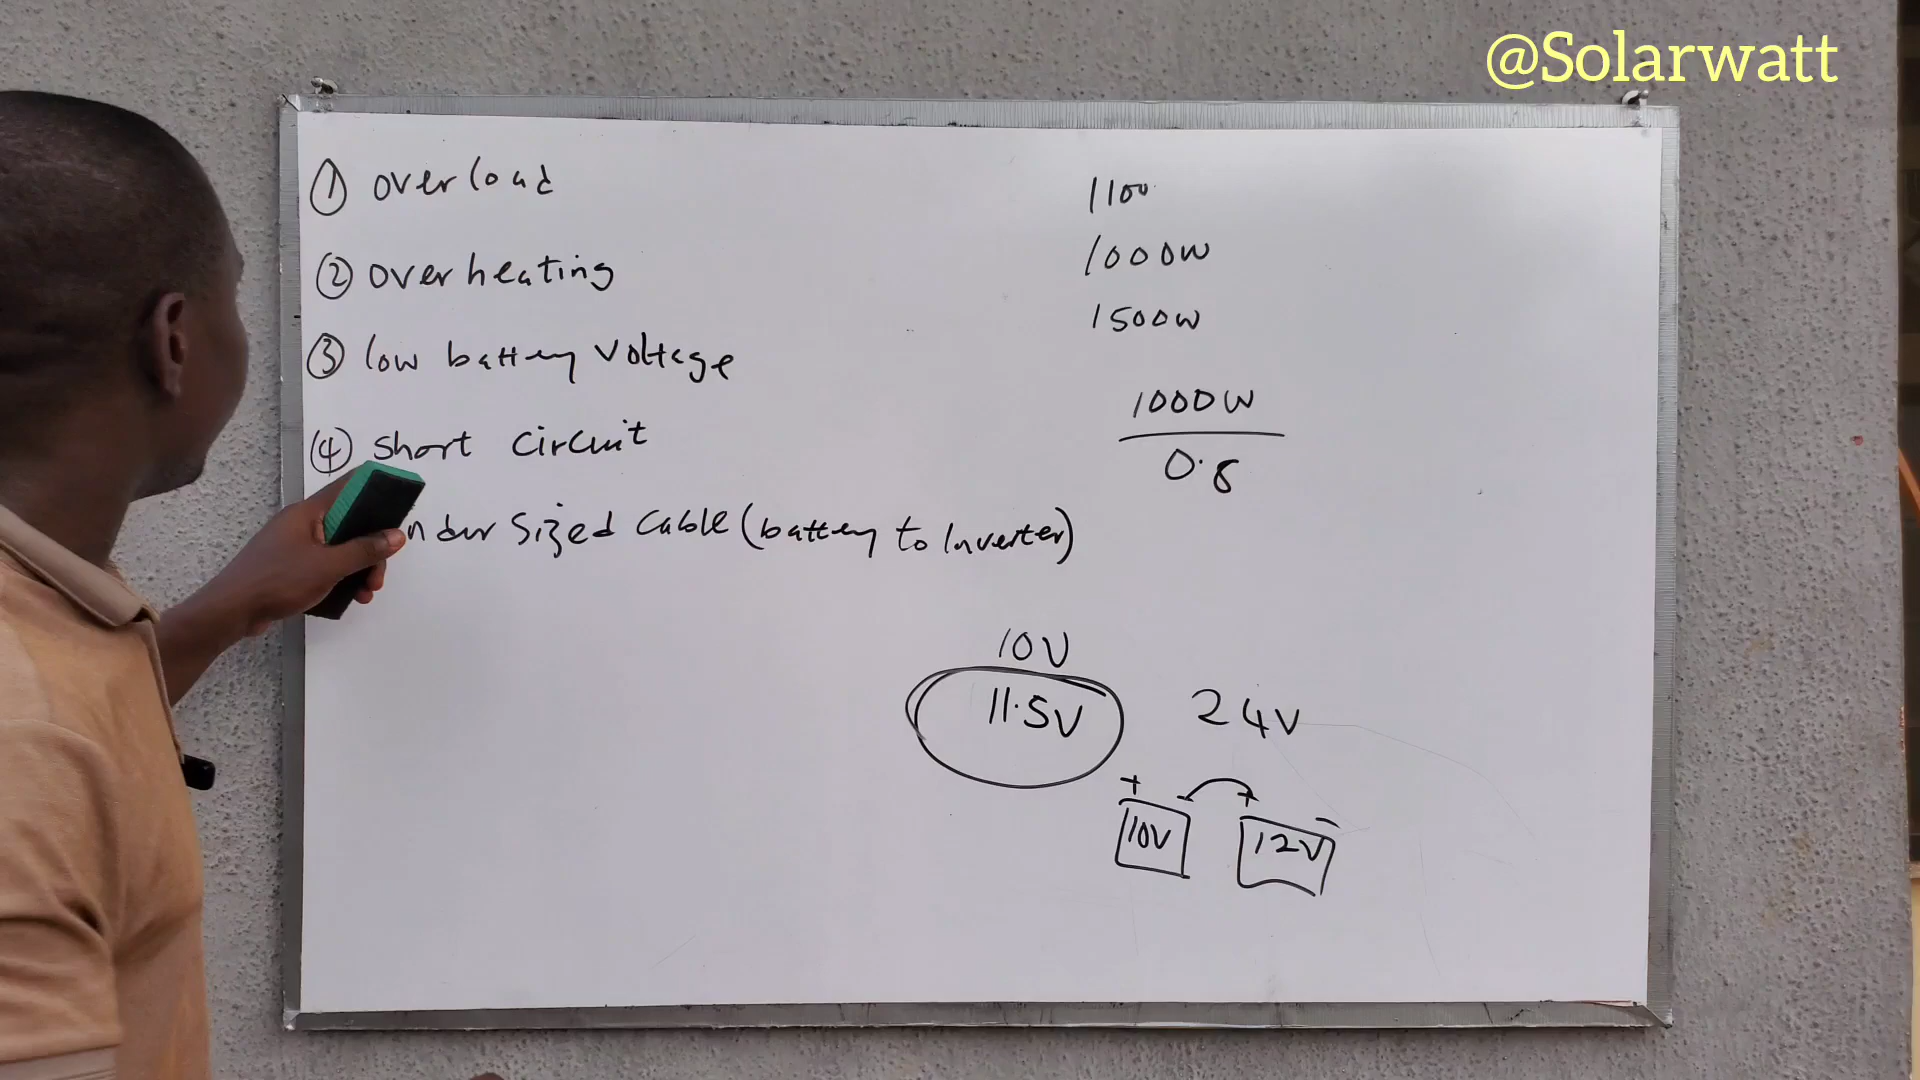 @Solarwatt
① overload
② overheating
③ low battery voltage
④ short circuit
sized cable (battery to Inverter)
1100
1000W
1500W
1000W
0.8
10V
11.5V
24V
+ - + -
10V 12V